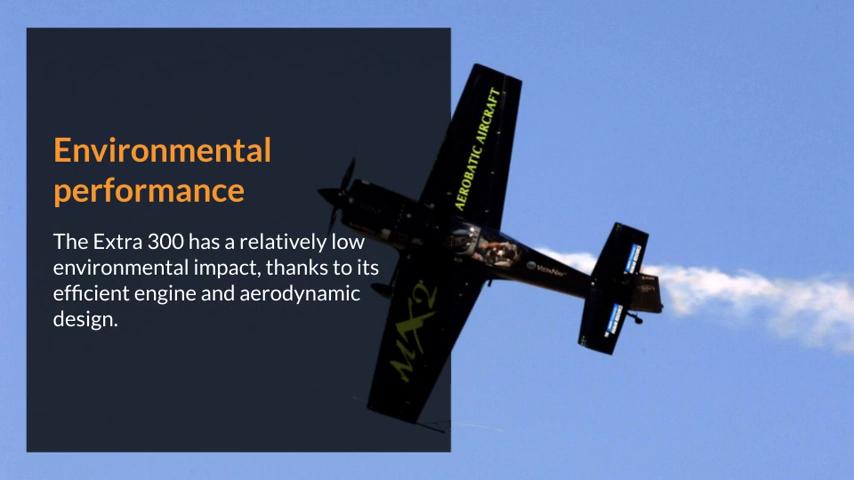 Environmental
performance
The Extra 300 has a relatively low
environmental impact, thanks to its
efficient engine and aerodynamic
design.
AEROBATIC AIRCRAFT
MX2